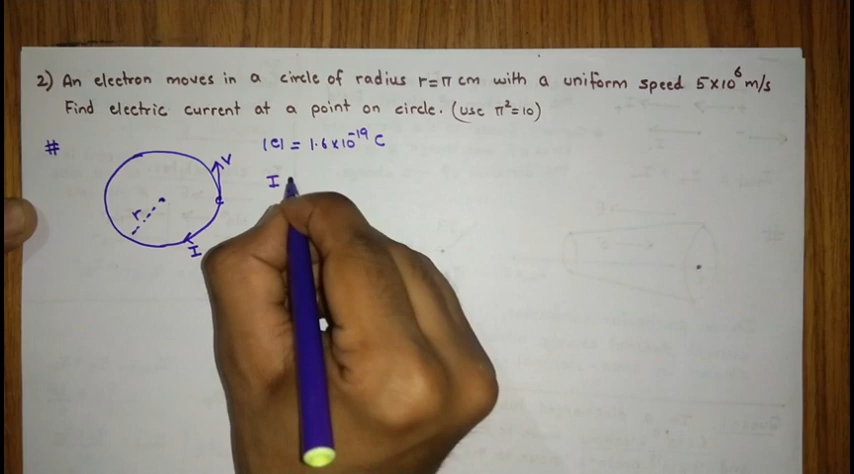 2) An electron moves in a circle of radius r=π cm with a uniform speed 5×10⁶ m/s
Find electric current at a point on circle. (use π²=10)
# |e| = 1.6×10⁻¹⁹ C
V
I
r
e
I